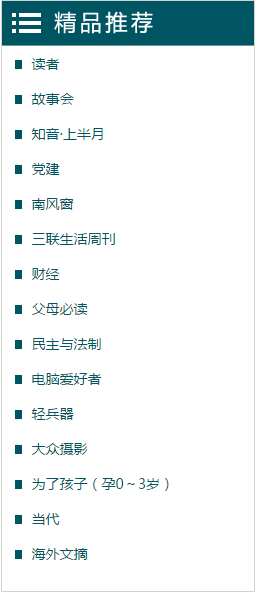 精品推荐
读者
故事会
知音·上半月
党建
南风窗
三联生活周刊
财经
父母必读
民主与法制
电脑爱好者
轻兵器
大众摄影
为了孩子（孕0～3岁）
当代
海外文摘